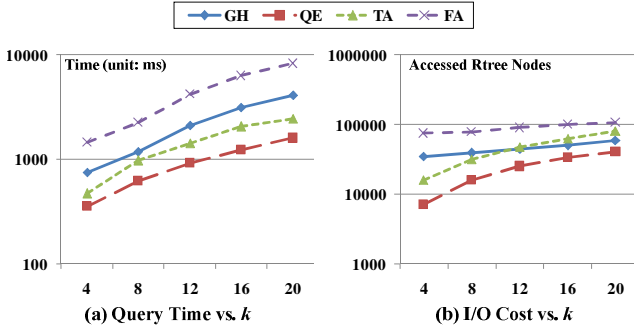 GH QE TA FA
10000
1000
100
Time (unit: ms)
4 8 12 16 20
(a) Query Time vs. k
1000000
100000
10000
1000
Accessed Rtree Nodes
4 8 12 16 20
(b) I/O Cost vs. k